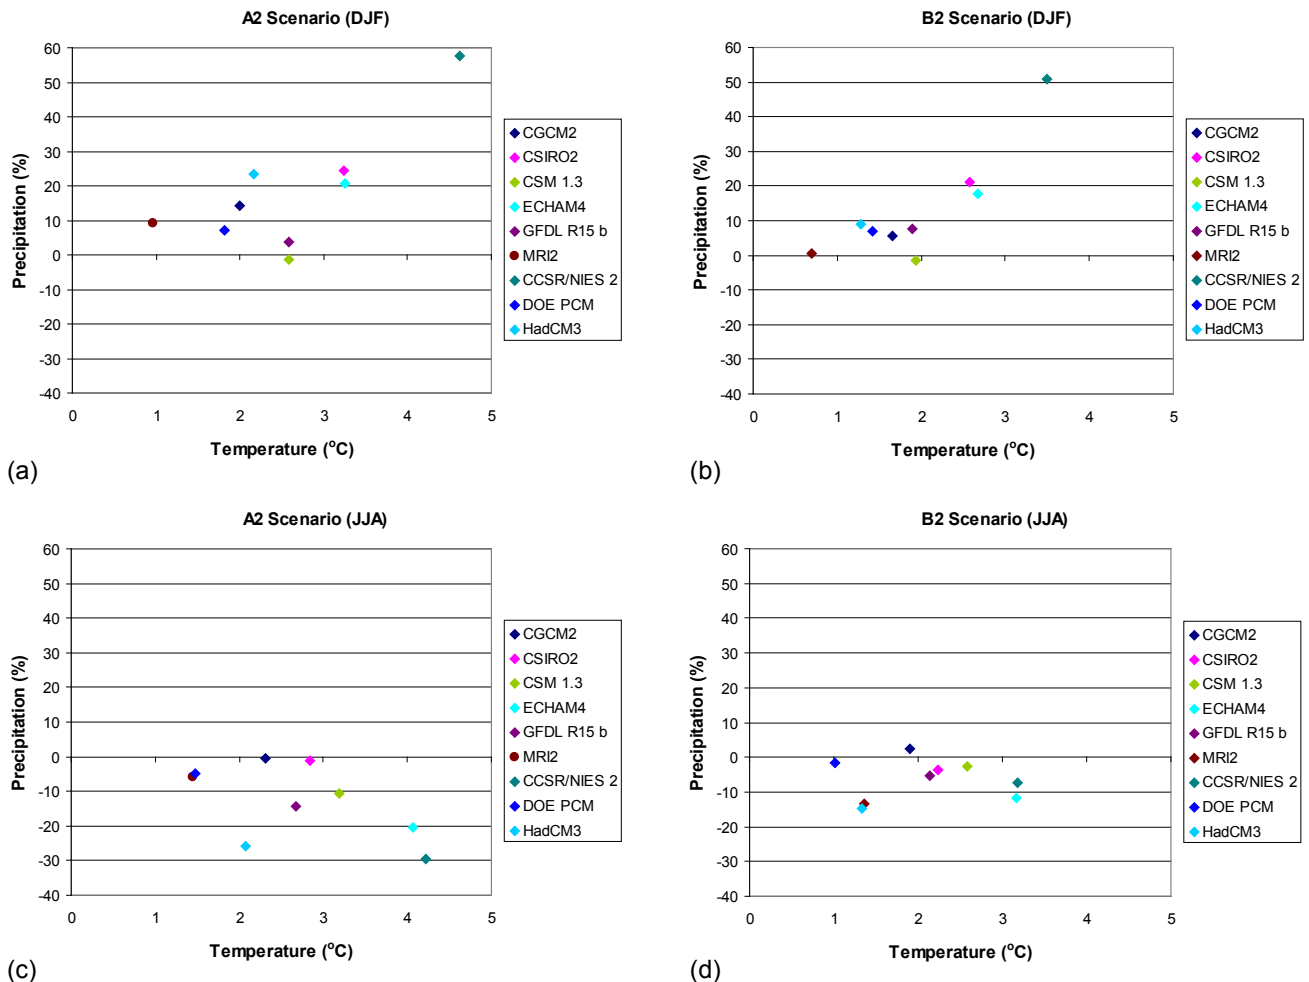 A2 Scenario (DJF)
60
50
40
30
20
10
0
-10
-20
-30
-40
0 1 2 3 4 5
Precipitation (%)
Temperature (°C)
CGCM2
CSIRO2
CSM 1.3
ECHAM4
GFDL R15 b
MRI2
CCSR/NIES 2
DOE PCM
HadCM3
(a)
B2 Scenario (DJF)
60
50
40
30
20
10
0
-10
-20
-30
-40
0 1 2 3 4 5
Precipitation (%)
Temperature (°C)
CGCM2
CSIRO2
CSM 1.3
ECHAM4
GFDL R15 b
MRI2
CCSR/NIES 2
DOE PCM
HadCM3
(b)
A2 Scenario (JJA)
60
50
40
30
20
10
0
-10
-20
-30
-40
0 1 2 3 4 5
Precipitation (%)
Temperature (°C)
CGCM2
CSIRO2
CSM 1.3
ECHAM4
GFDL R15 b
MRI2
CCSR/NIES 2
DOE PCM
HadCM3
(c)
B2 Scenario (JJA)
60
50
40
30
20
10
0
-10
-20
-30
-40
0 1 2 3 4 5
Precipitation (%)
Temperature (°C)
CGCM2
CSIRO2
CSM 1.3
ECHAM4
GFDL R15 b
MRI2
CCSR/NIES 2
DOE PCM
HadCM3
(d)